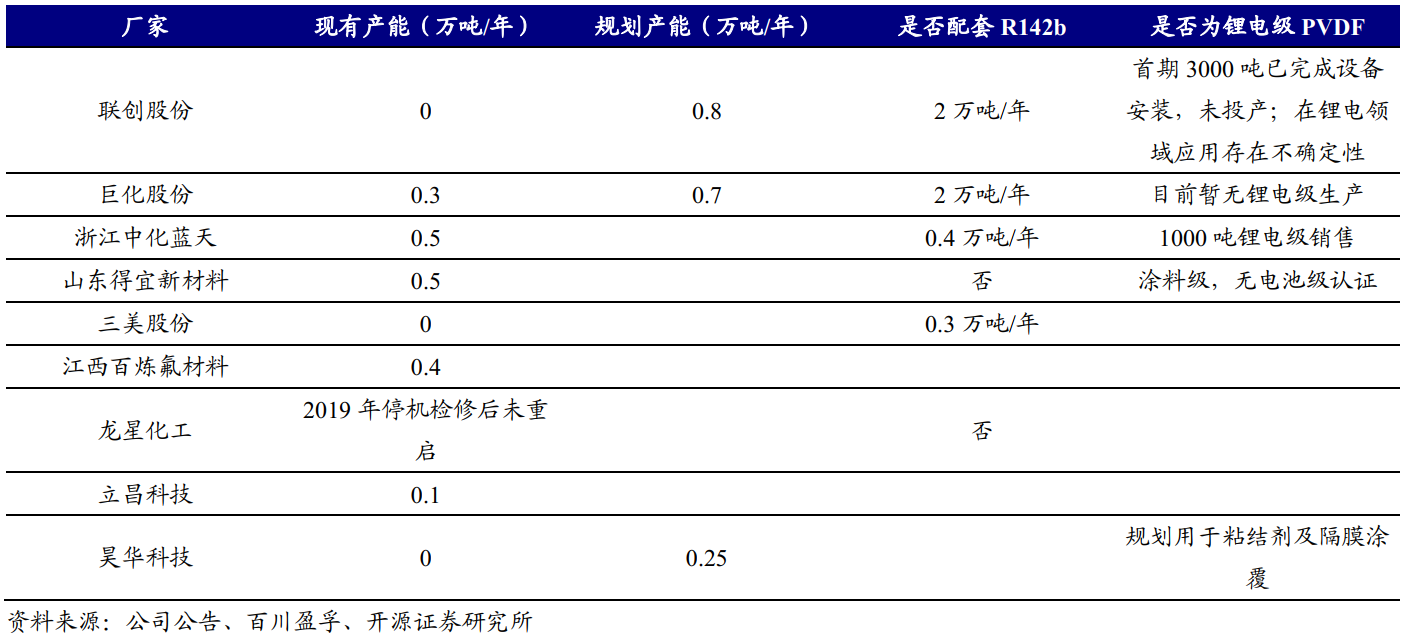 厂家 现有产能（万吨/年） 规划产能（万吨/年） 是否配套 R142b 是否为锂电级 PVDF
联创股份 0 0.8 2 万吨/年 首期 3000 吨已完成设备
安装，未投产；在锂电领
域应用存在不确定性
巨化股份 0.3 0.7 2 万吨/年 目前暂无锂电级生产
浙江中化蓝天 0.5 0.4 万吨/年 1000 吨锂电级销售
山东得宜新材料 0.5 否 涂料级，无电池级认证
三美股份 0 0.3 万吨/年
江西百炼氟材料 0.4
龙星化工 2019 年停机检修后未重
启 否
立昌科技 0.1
昊华科技 0 0.25 规划用于粘结剂及隔膜涂
覆
资料来源：公司公告、百川盈孚、开源证券研究所